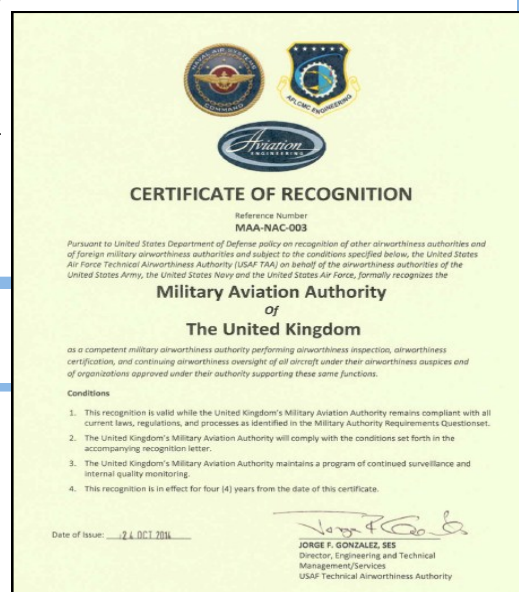 NAVAL AIR SYSTEMS
COMMAND
AFLCMC ENGINEERING
Aviation
ENGINEERING
CERTIFICATE OF RECOGNITION
Reference Number
MAA-NAC-003
Pursuant to United States Department of Defense policy on recognition of other airworthiness authorities and
of foreign military airworthiness authorities and subject to the conditions specified below, the United States
Air Force Technical Airworthiness Authority (USAF TAA) on behalf of the airworthiness authorities of the
United States Army, the United States Navy and the United States Air Force, formally recognizes the
Military Aviation Authority
Of
The United Kingdom
as a competent military airworthiness authority performing airworthiness inspection, airworthiness
certification, and continuing airworthiness oversight of all aircraft under their airworthiness auspices and
of organizations approved under their authority supporting these same functions.
Conditions
1. This recognition is valid while the United Kingdom's Military Aviation Authority remains compliant with all
current laws, regulations, and processes as identified in the Military Authority Requirements Questionset.
2. The United Kingdom's Military Aviation Authority will comply with the conditions set forth in the
accompanying recognition letter.
3. The United Kingdom's Military Aviation Authority maintains a program of continued surveillance and
internal quality monitoring.
4. This recognition is in effect for four (4) years from the date of this certificate.
Date of Issue: 24 OCT 2014
JORGE F. GONZALEZ, SES
Director, Engineering and Technical
Management/Services
USAF Technical Airworthiness Authority